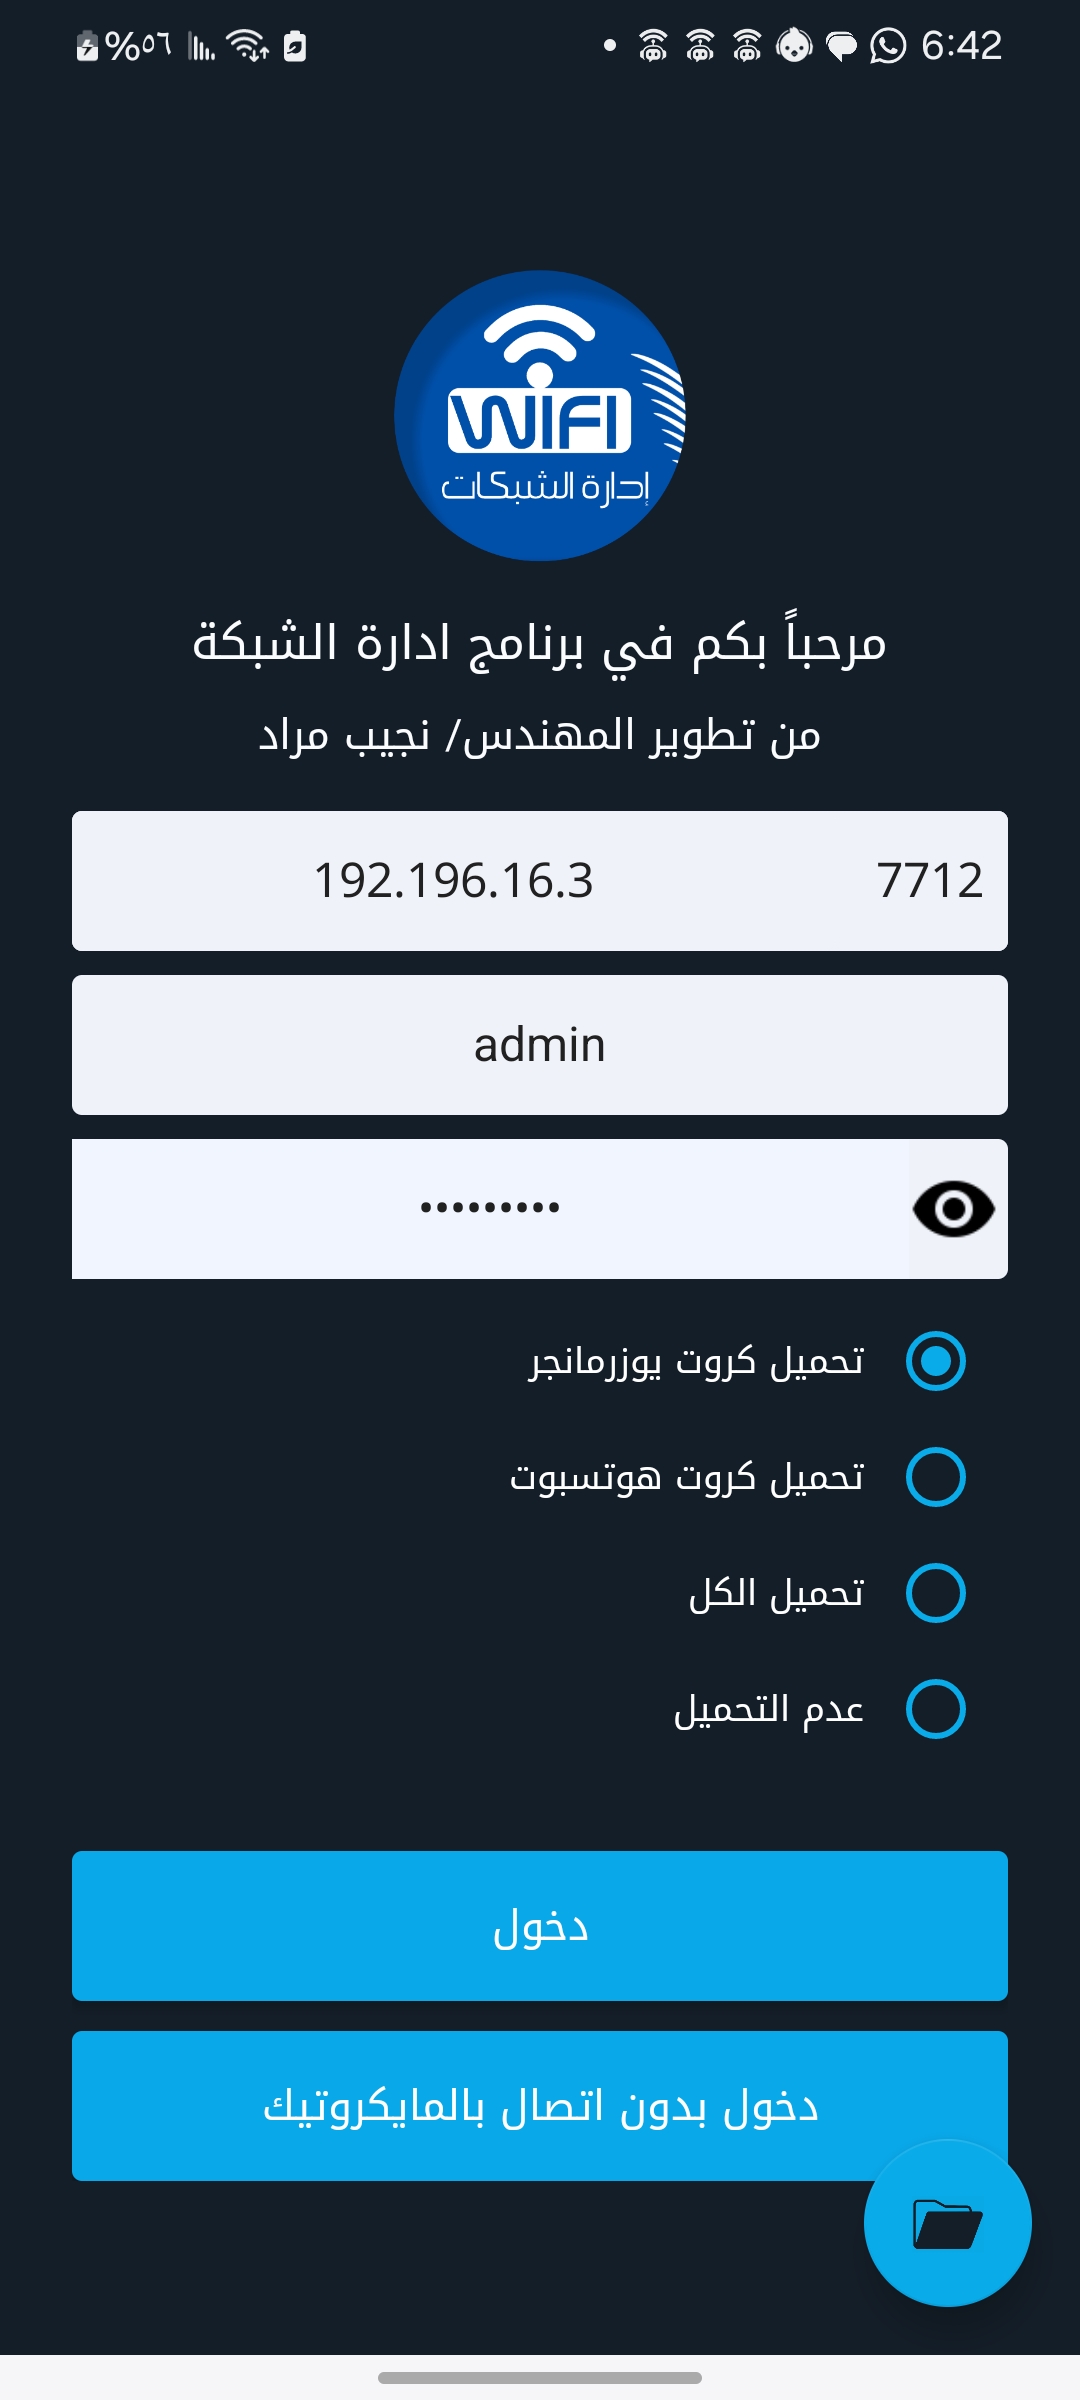 %٥٦
6:42
WIFI
إدارة الشبكات
مرحباً بكم في برنامج ادارة الشبكة
من تطوير المهندس/ نجيب مراد
192.196.16.3 7712
admin
•••••••••
تحميل كروت يوزرمانجر
تحميل كروت هوتسبوت
تحميل الكل
عدم التحميل
دخول
دخول بدون اتصال بالمايكروتيك